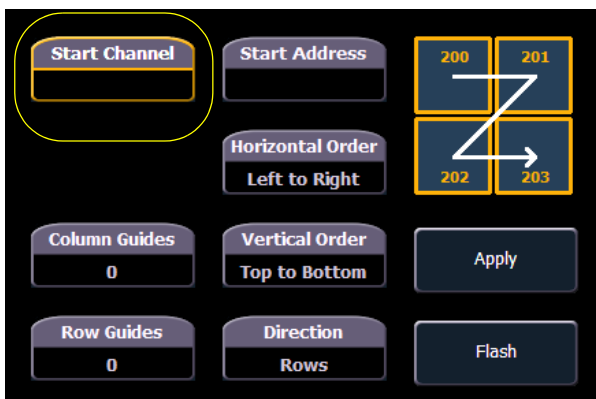 Start Channel
Start Address
200 201
Horizontal Order
Left to Right
202 203
Column Guides
0
Vertical Order
Top to Bottom
Apply
Row Guides
0
Direction
Rows
Flash